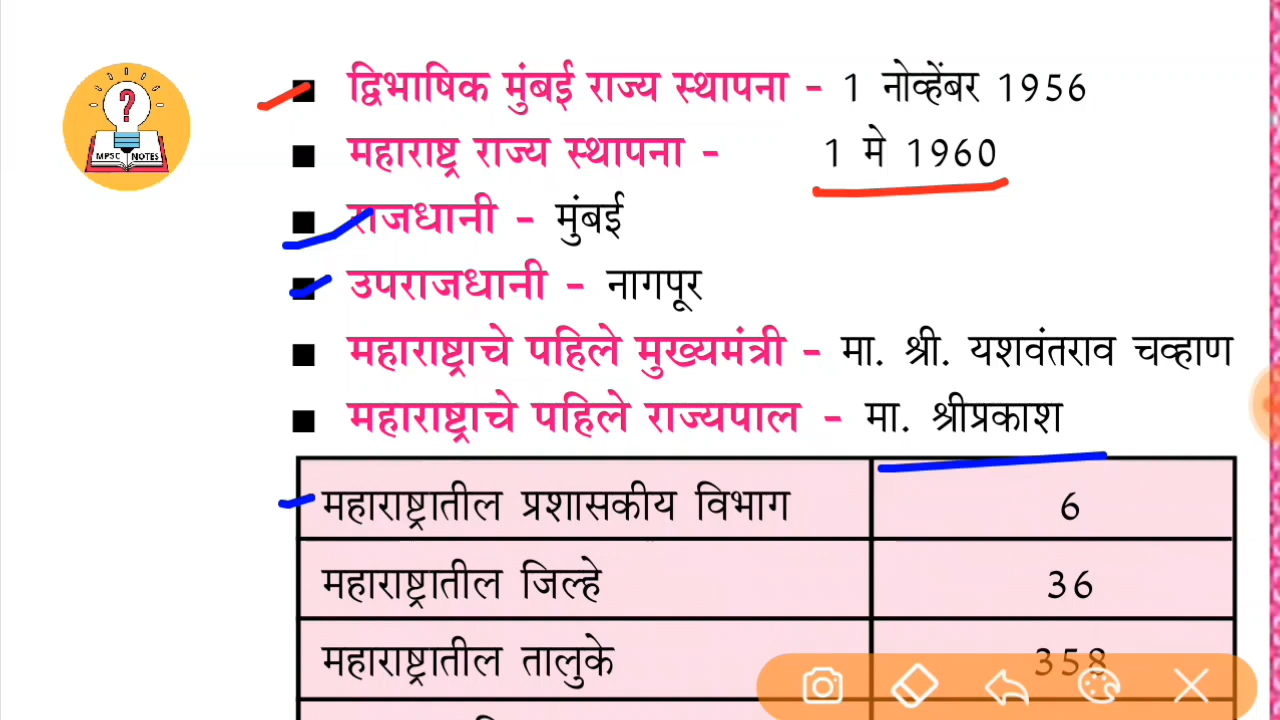 MPSC NOTES
द्विभाषिक मुंबई राज्य स्थापना - 1 नोव्हेंबर 1956
महाराष्ट्र राज्य स्थापना - 1 मे 1960
राजधानी - मुंबई
उपराजधानी - नागपूर
महाराष्ट्राचे पहिले मुख्यमंत्री - मा. श्री. यशवंतराव चव्हाण
महाराष्ट्राचे पहिले राज्यपाल - मा. श्रीप्रकाश
महाराष्ट्रातील प्रशासकीय विभाग 6
महाराष्ट्रातील जिल्हे 36
महाराष्ट्रातील तालुके 358